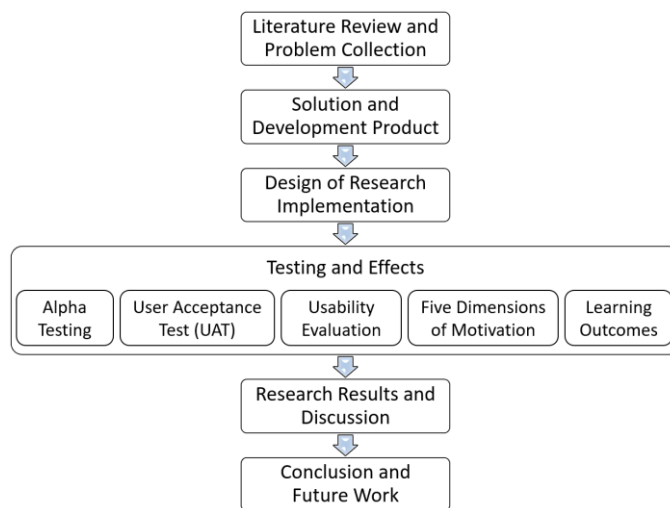 Literature Review and
Problem Collection
Solution and
Development Product
Design of Research
Implementation
Testing and Effects
Alpha
Testing
User Acceptance
Test (UAT)
Usability
Evaluation
Five Dimensions
of Motivation
Learning
Outcomes
Research Results and
Discussion
Conclusion and
Future Work